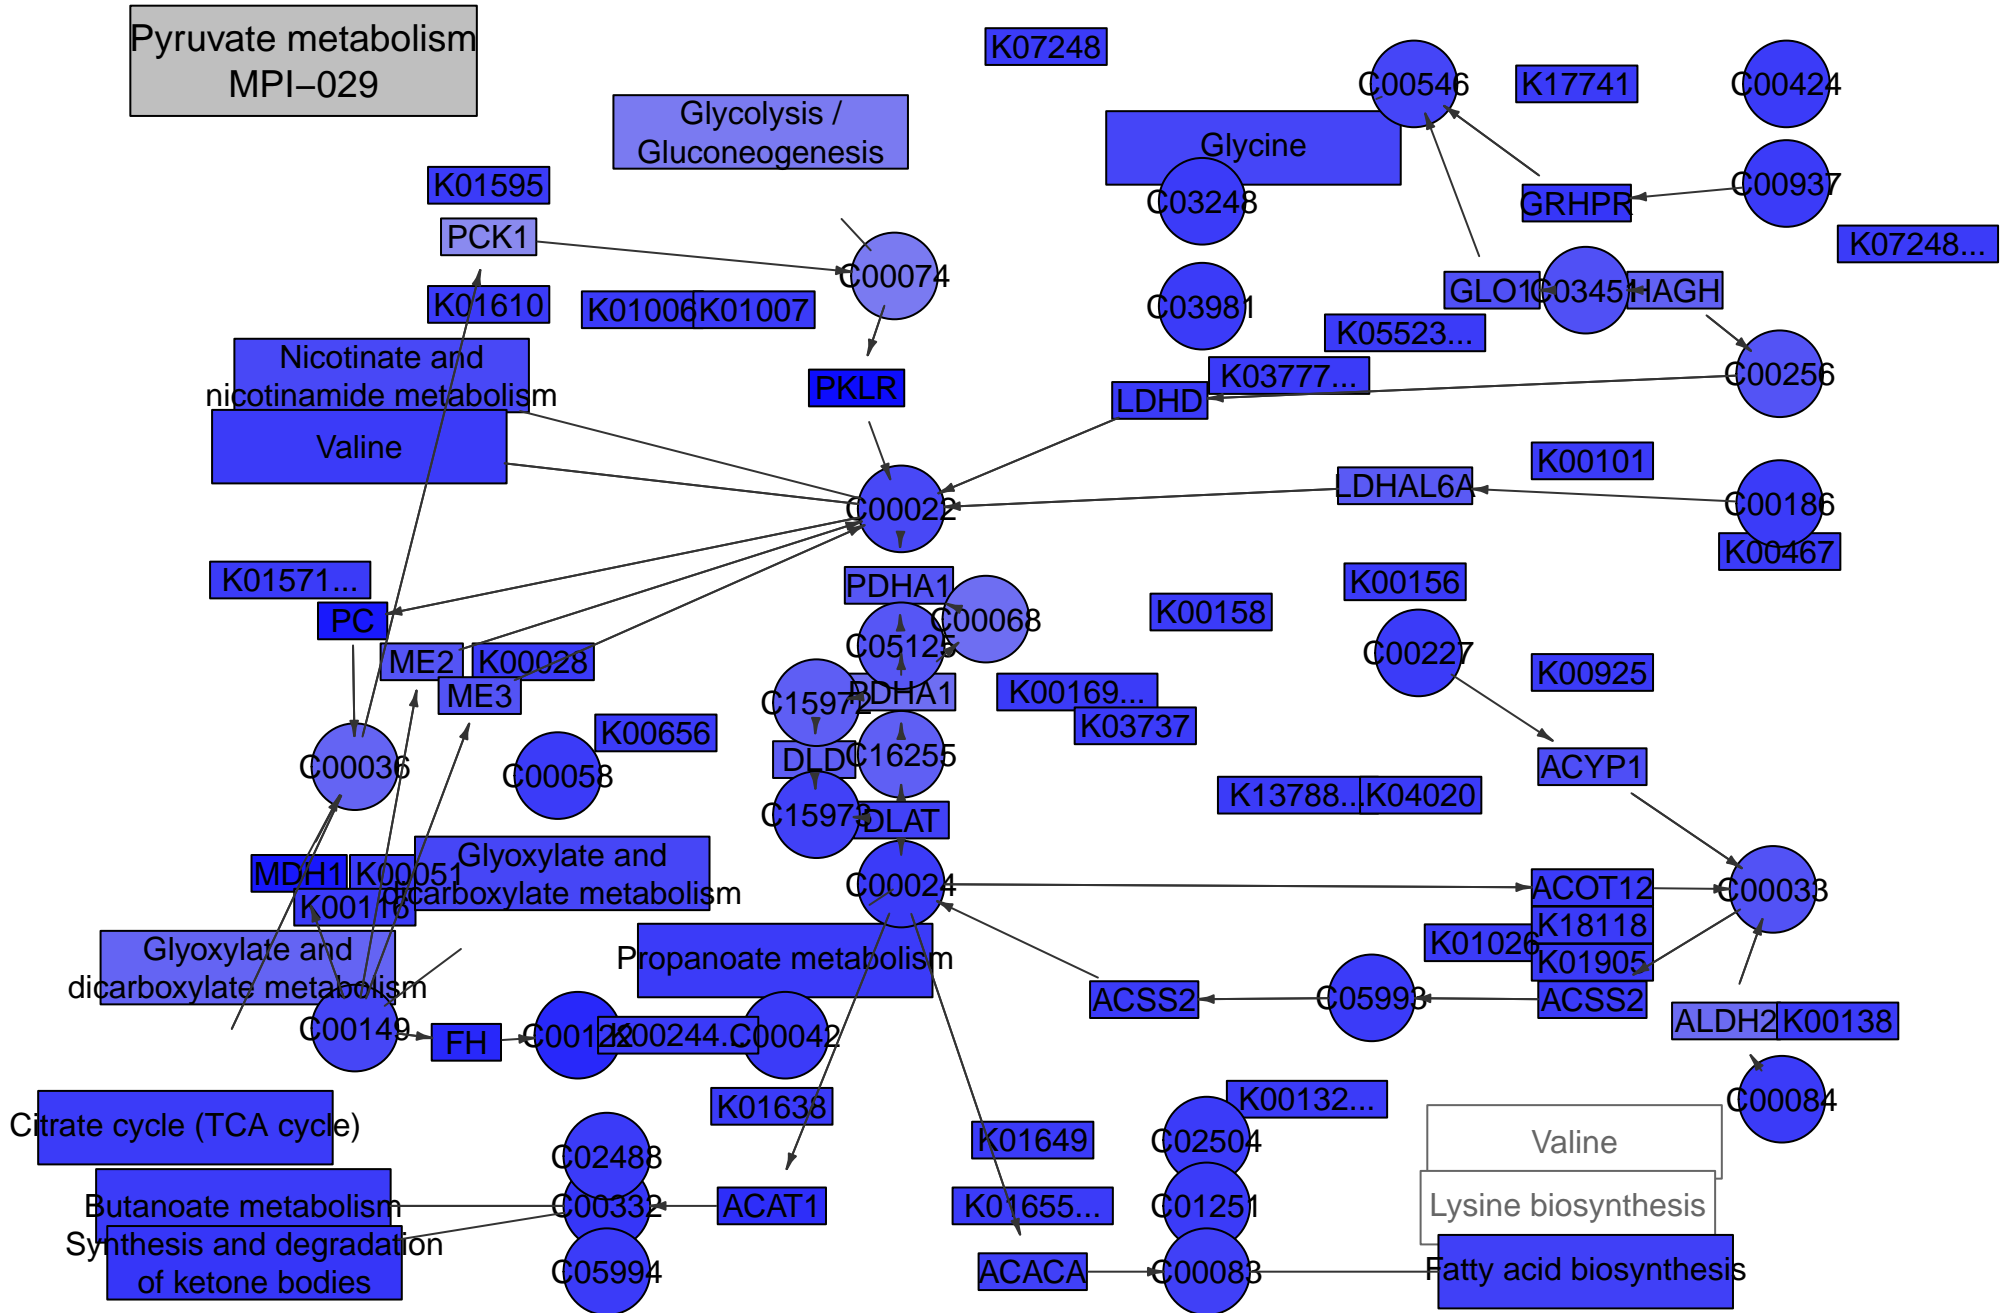 Pyruvate metabolism
MPI−029
K07248
C00546
K17741
C00424
Glycolysis /
Gluconeogenesis
Glycine
K01595
C03248
GRHPR
C00937
PCK1
K07248...
C00074
GLO1
C03451
HAGH
K01610
K01006
K01007
C03981
K05523...
Nicotinate and
nicotinamide metabolism
PKLR
K03777...
LDHD
C00256
Valine
K00101
LDHAL6A
C00022
C00186
K00467
K01571...
PDHA1
K00156
PC
C00068
K00158
C05125
C00227
ME2
K00028
ME3
PDHA1
K00169...
K00925
C15972
K03737
K00656
C00036
C00058
DLD
C16255
ACYP1
K13788...
K04020
C15973
DLAT
MDH1
K00051
Glyoxylate and
dicarboxylate metabolism
C00024
ACOT12
C00033
K00116
K18118
K01026
Glyoxylate and
dicarboxylate metabolism
Propanoate metabolism
K01905
ACSS2
C05993
ACSS2
C00149
FH
C00122
K00244...
C00042
ALDH2
K00138
K01638
K00132...
C00084
Citrate cycle (TCA cycle)
C02488
K01649
C02504
Valine
Butanoate metabolism
C00332
ACAT1
K01655...
C01251
Lysine biosynthesis
Synthesis and degradation
of ketone bodies
C05994
ACACA
C00083
Fatty acid biosynthesis